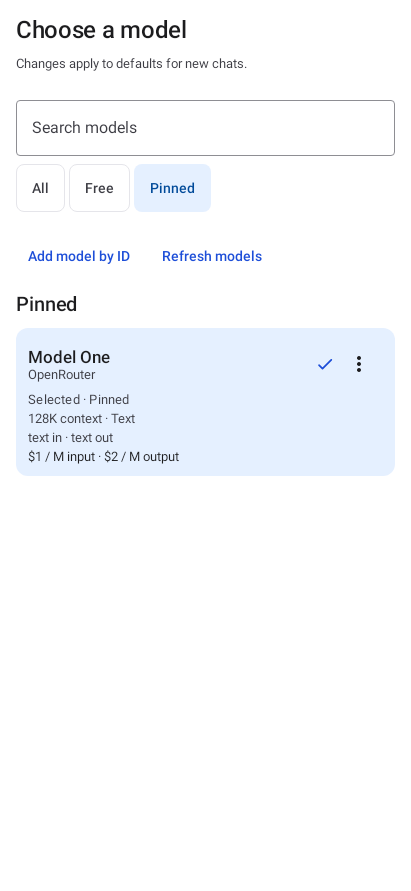 Choose a model
Changes apply to defaults for new chats.
Search models
All
Free
Pinned
Add model by ID
Refresh models
Pinned
Model One
OpenRouter
Selected · Pinned
128K context · Text
text in · text out
$1 / M input · $2 / M output